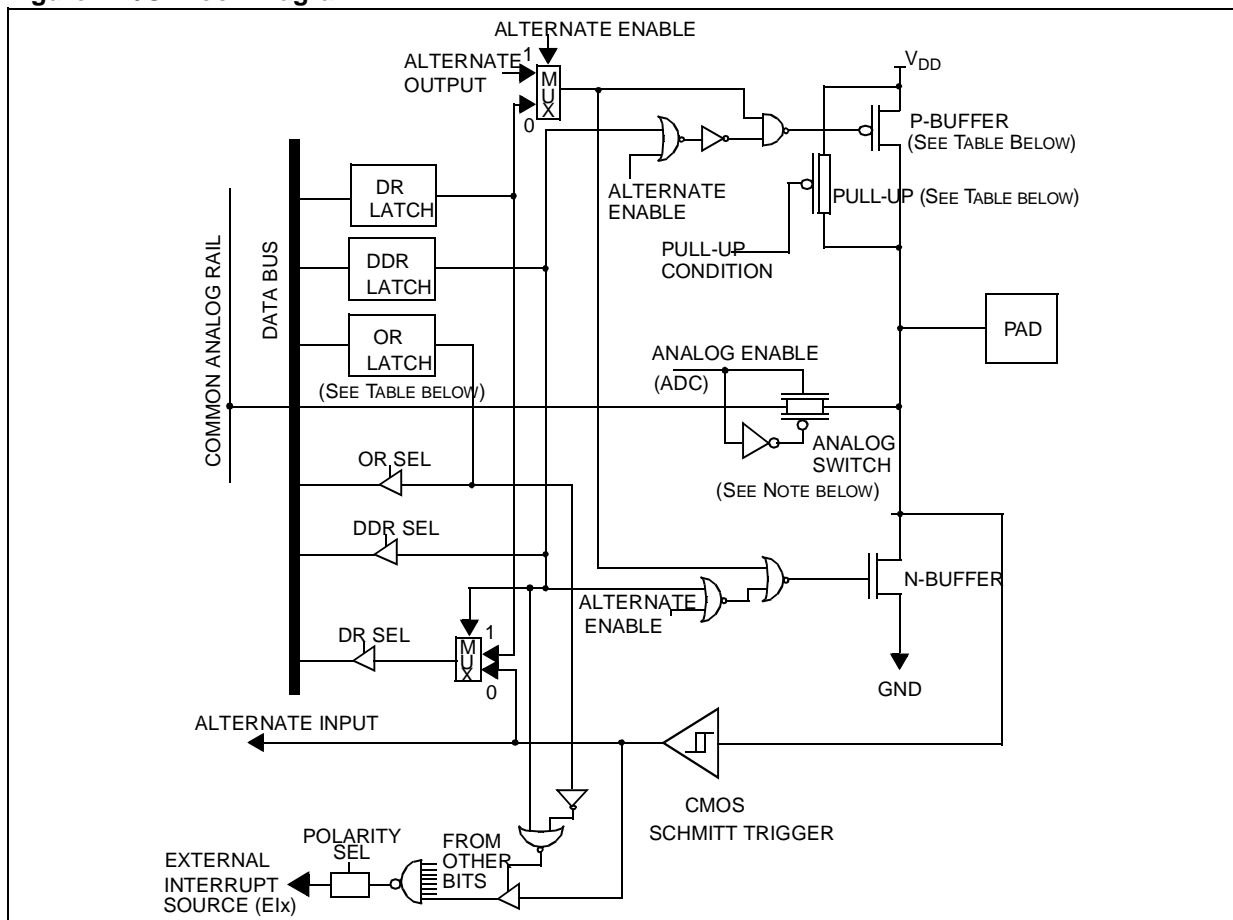 ALTERNATE ENABLE
ALTERNATE
OUTPUT
1
MUX
0
VDD
P-BUFFER
(SEE TABLE BELOW)
ALTERNATE
ENABLE
PULL-UP (SEE TABLE BELOW)
PULL-UP
CONDITION
DR
LATCH
DDR
LATCH
OR
LATCH
(SEE TABLE BELOW)
COMMON ANALOG RAIL
DATA BUS
PAD
ANALOG ENABLE
(ADC)
ANALOG
SWITCH
(SEE NOTE BELOW)
OR SEL
DDR SEL
DR SEL
1
MUX
0
ALTERNATE
ENABLE
N-BUFFER
GND
ALTERNATE INPUT
CMOS
SCHMITT TRIGGER
POLARITY
SEL
FROM
OTHER
BITS
EXTERNAL
INTERRUPT
SOURCE (EIx)